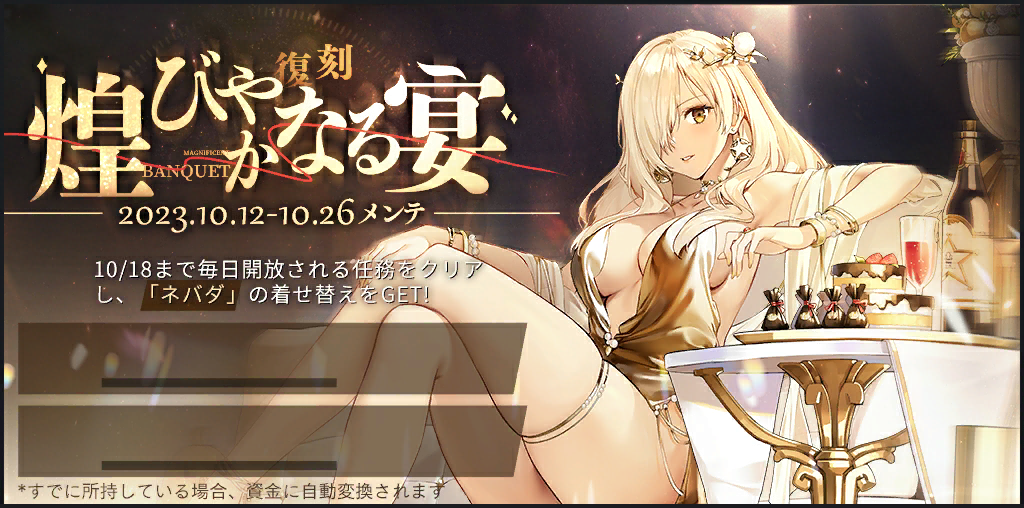 復刻
煌びやかなる宴
MAGNIFICENT
BANQUET
2023.10.12-10.26メンテ
10/18まで毎日開放される任務をクリア
し、「ネバダ」の着せ替えをGET!
*すでに所持している場合、資金に自動変換されます